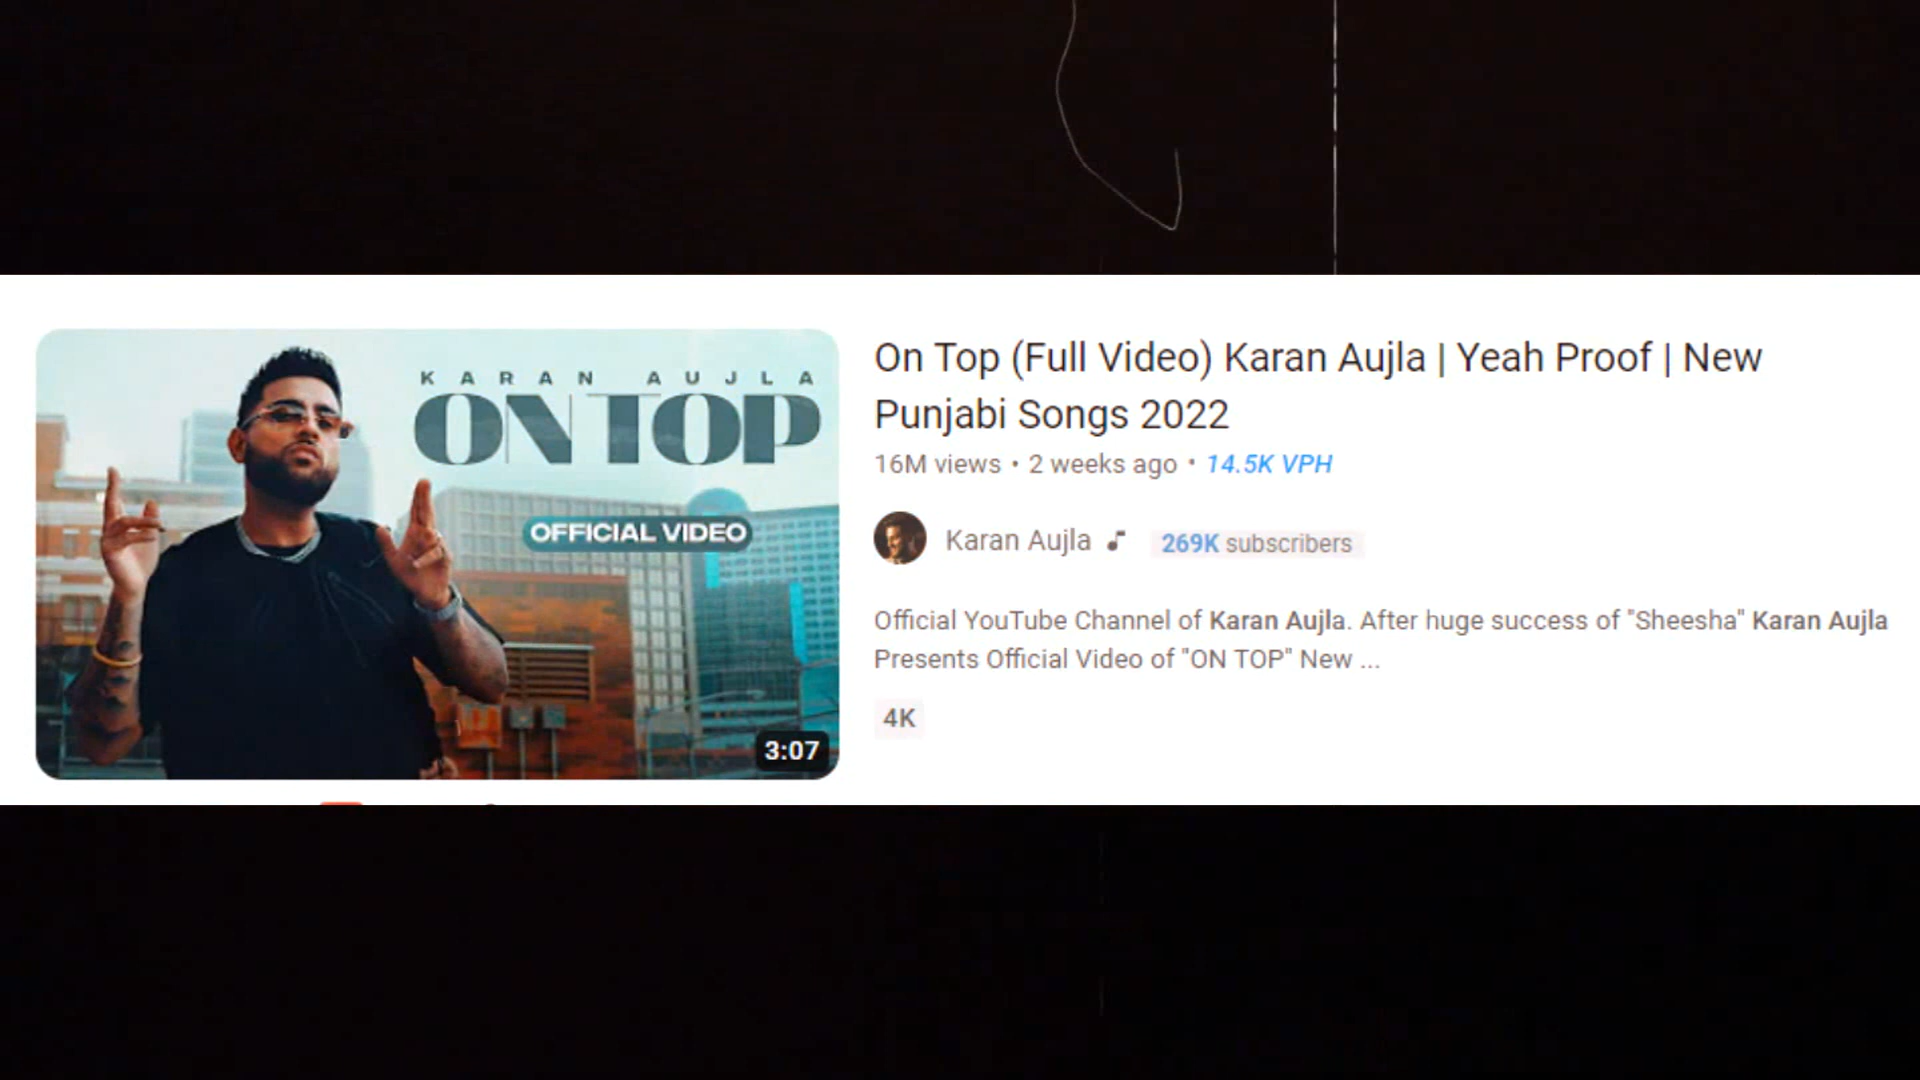 KARAN AUJLA
ON TOP
OFFICIAL VIDEO
3:07
On Top (Full Video) Karan Aujla | Yeah Proof | New
Punjabi Songs 2022
16M views • 2 weeks ago • 14.5K VPH
Karan Aujla
269K subscribers
Official YouTube Channel of Karan Aujla. After huge success of "Sheesha" Karan Aujla
Presents Official Video of "ON TOP" New ...
4K